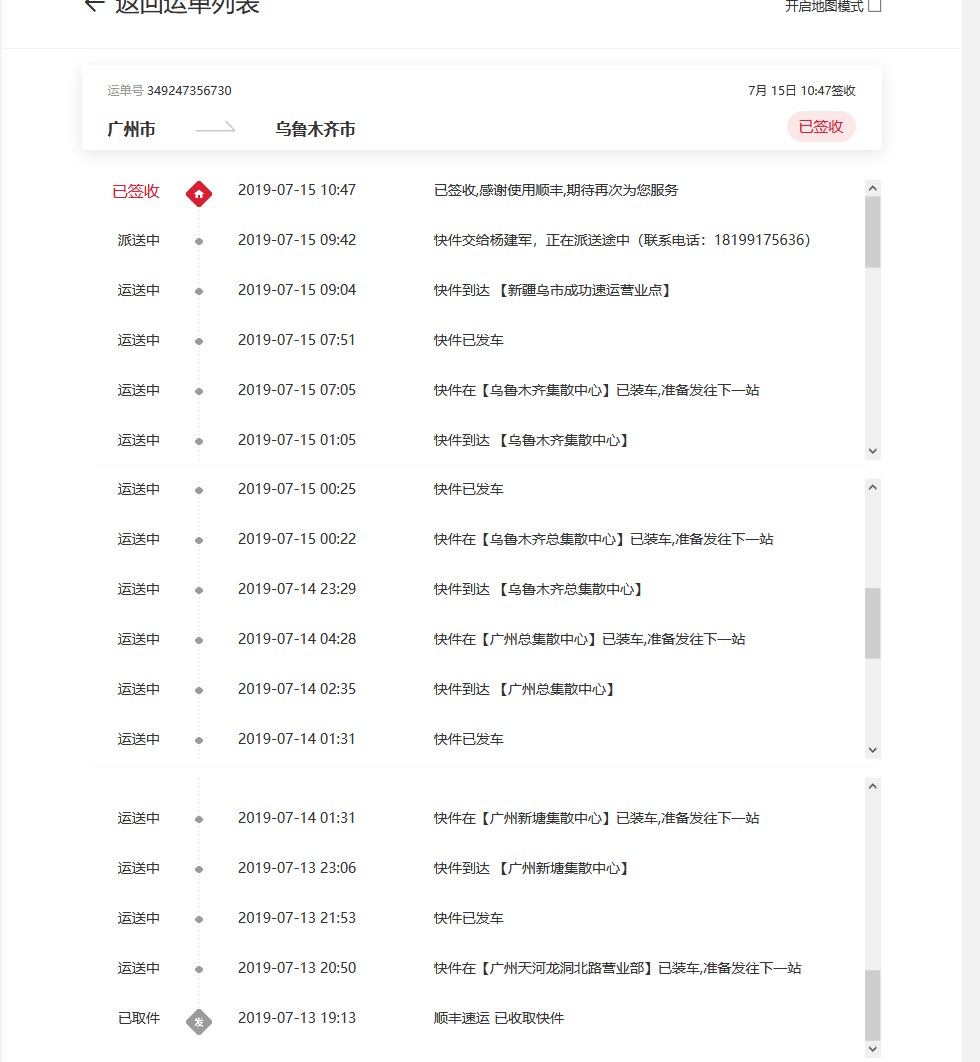 返回运单列表 开启地图模式
运单号 349247356730 7月 15日 10:47签收
广州市 乌鲁木齐市 已签收
已签收 2019-07-15 10:47 已签收,感谢使用顺丰,期待再次为您服务
派送中 2019-07-15 09:42 快件交给杨建军，正在派送途中（联系电话：18199175636）
运送中 2019-07-15 09:04 快件到达 【新疆乌市成功速运营业点】
运送中 2019-07-15 07:51 快件已发车
运送中 2019-07-15 07:05 快件在【乌鲁木齐集散中心】已装车,准备发往下一站
运送中 2019-07-15 01:05 快件到达 【乌鲁木齐集散中心】
运送中 2019-07-15 00:25 快件已发车
运送中 2019-07-15 00:22 快件在【乌鲁木齐总集散中心】已装车,准备发往下一站
运送中 2019-07-14 23:29 快件到达 【乌鲁木齐总集散中心】
运送中 2019-07-14 04:28 快件在【广州总集散中心】已装车,准备发往下一站
运送中 2019-07-14 02:35 快件到达 【广州总集散中心】
运送中 2019-07-14 01:31 快件已发车
运送中 2019-07-14 01:31 快件在【广州新塘集散中心】已装车,准备发往下一站
运送中 2019-07-13 23:06 快件到达 【广州新塘集散中心】
运送中 2019-07-13 21:53 快件已发车
运送中 2019-07-13 20:50 快件在【广州天河龙洞北路营业部】已装车,准备发往下一站
已取件 发 2019-07-13 19:13 顺丰速运 已收取快件